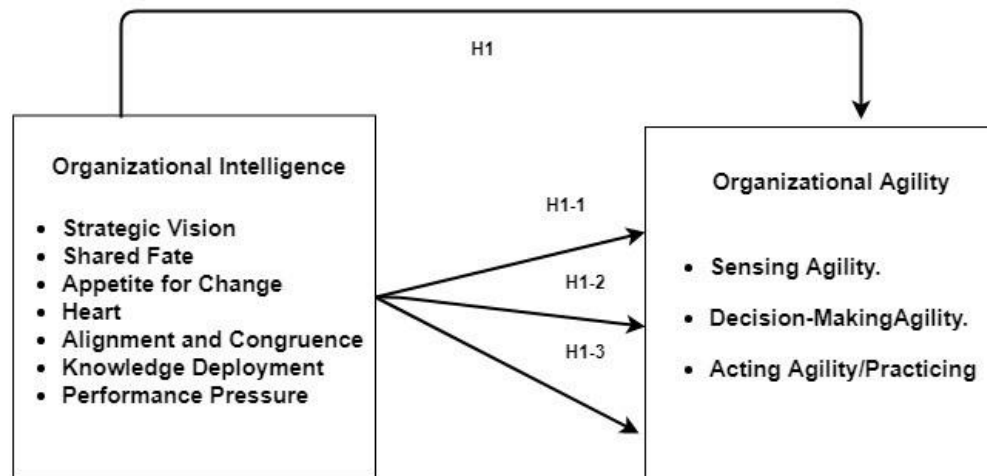 H1
Organizational Intelligence
• Strategic Vision
• Shared Fate
• Appetite for Change
• Heart
• Alignment and Congruence
• Knowledge Deployment
• Performance Pressure
H1-1
H1-2
H1-3
Organizational Agility
• Sensing Agility.
• Decision-MakingAgility.
• Acting Agility/Practicing